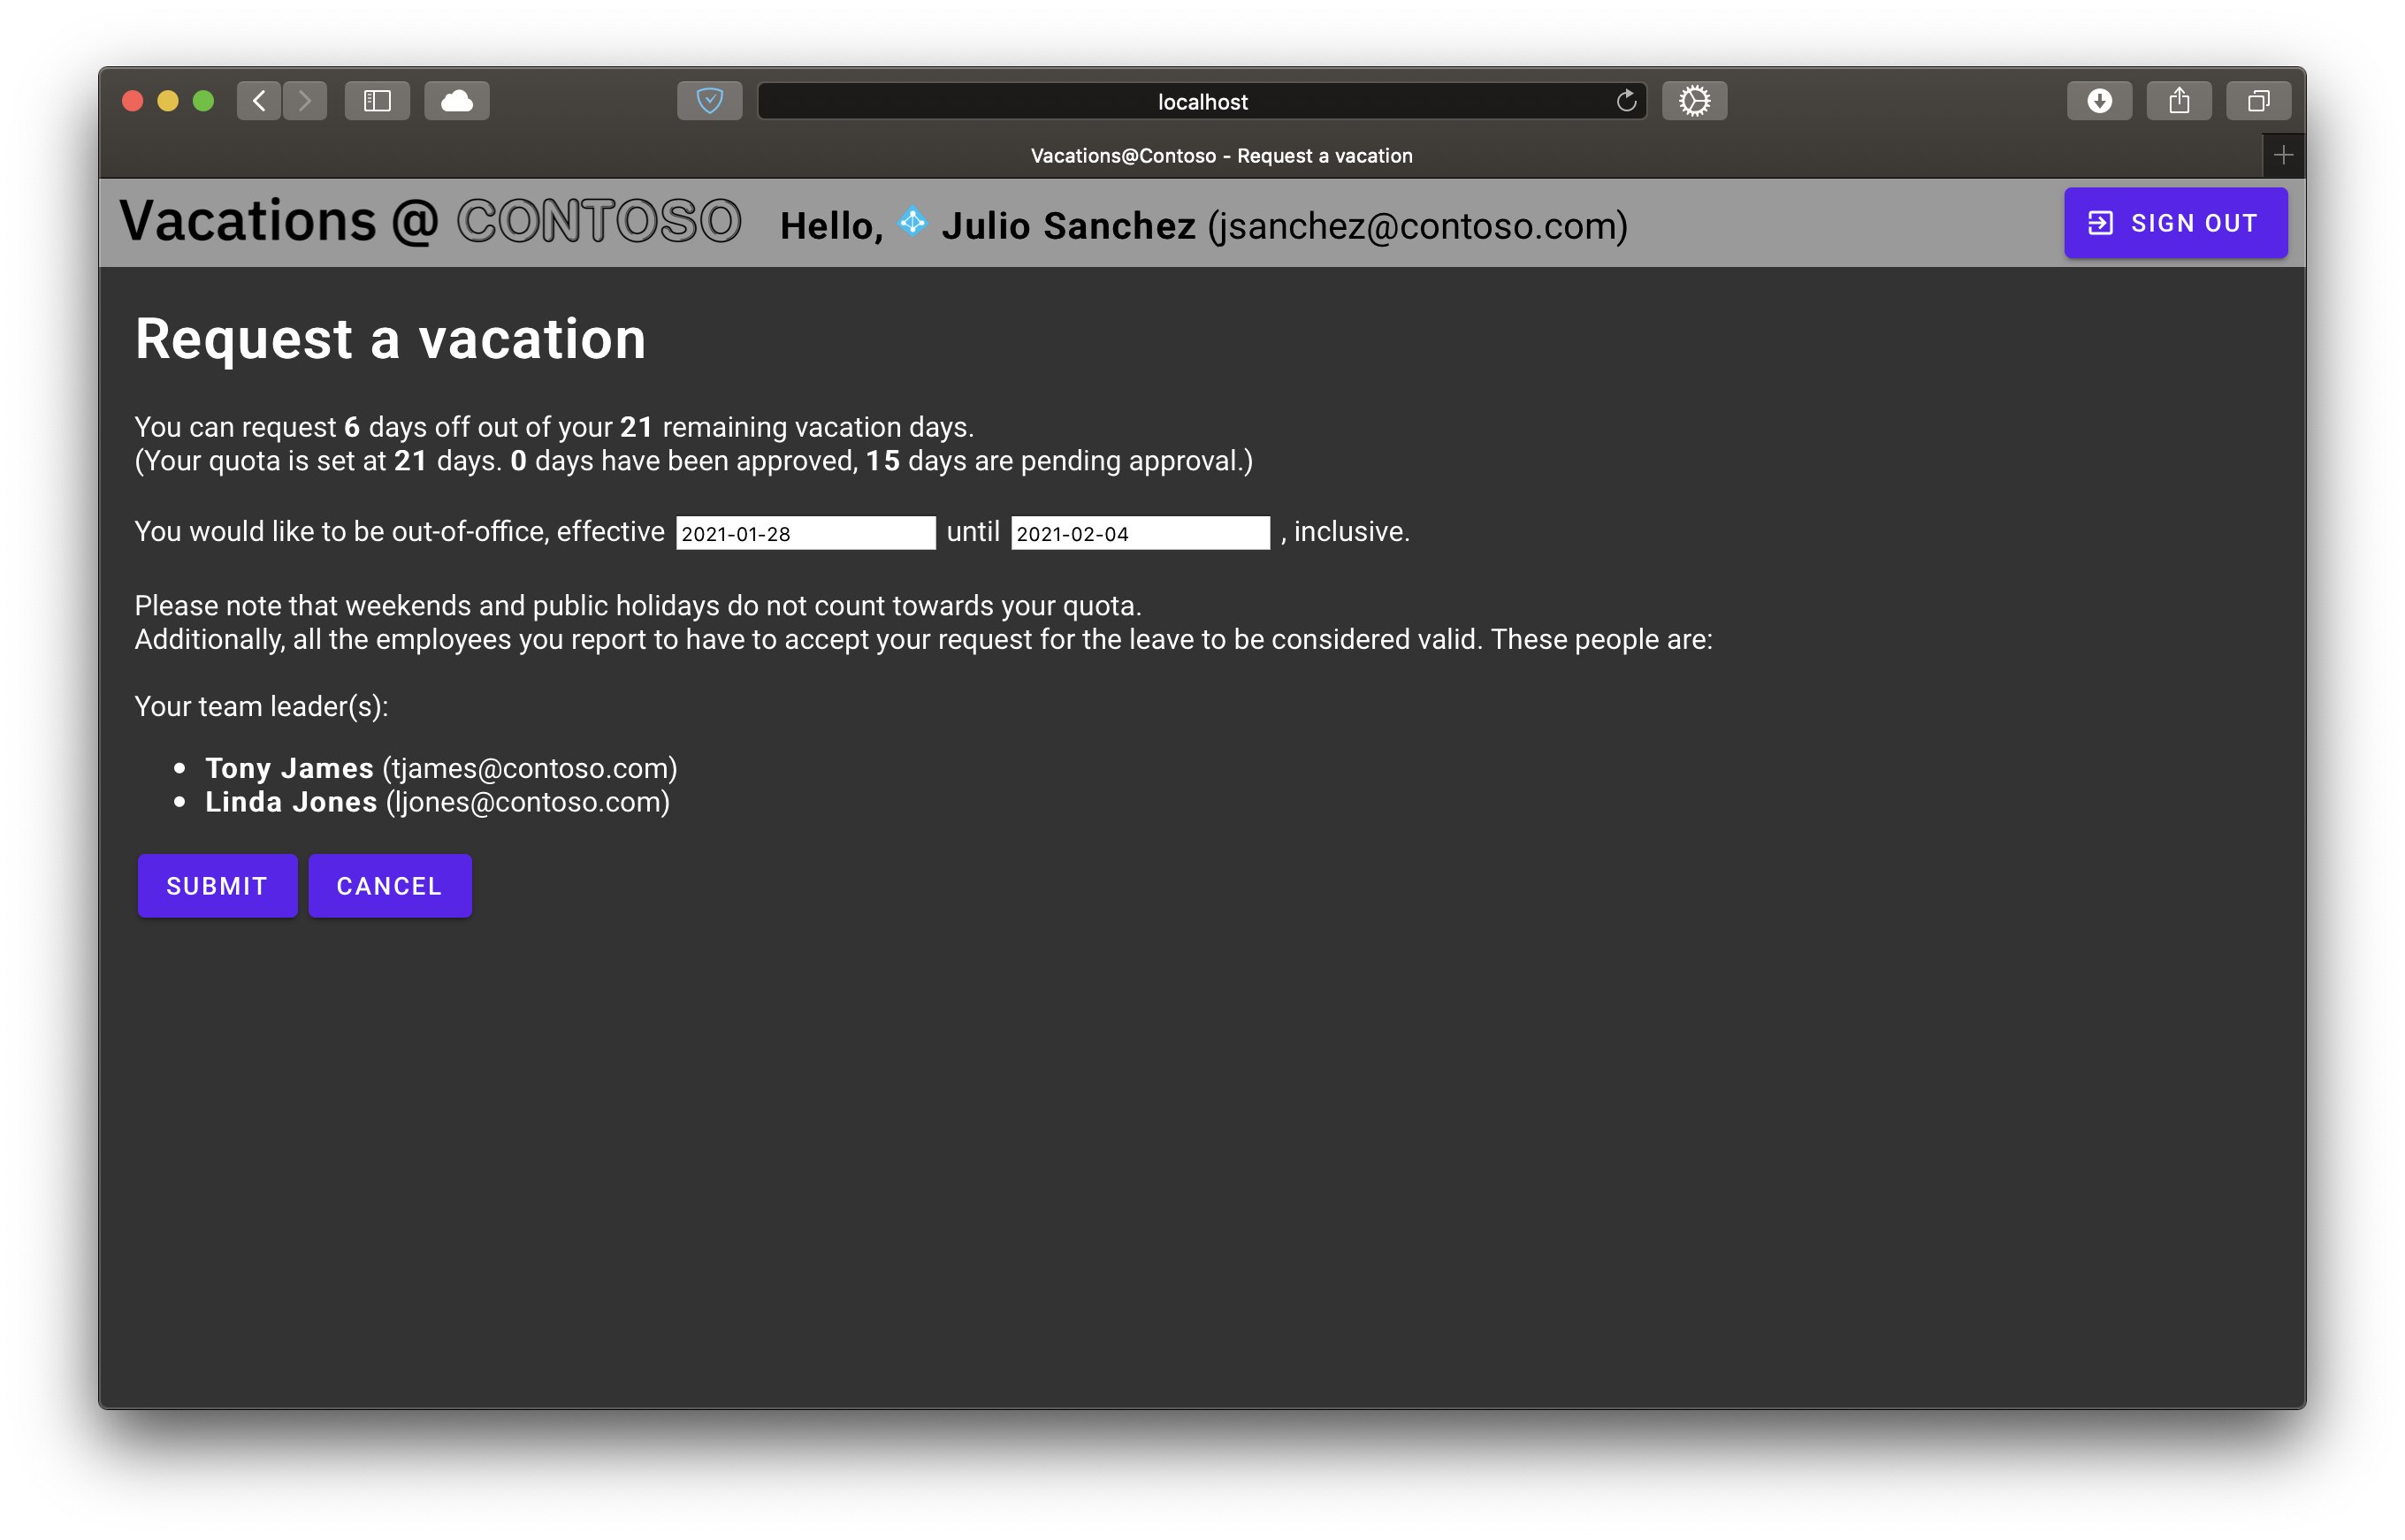 localhost
Vacations@Contoso - Request a vacation
Vacations @ CONTOSO Hello, Julio Sanchez (jsanchez@contoso.com) SIGN OUT
Request a vacation
You can request 6 days off out of your 21 remaining vacation days.
(Your quota is set at 21 days. 0 days have been approved, 15 days are pending approval.)
You would like to be out-of-office, effective 2021-01-28 until 2021-02-04 , inclusive.
Please note that weekends and public holidays do not count towards your quota.
Additionally, all the employees you report to have to accept your request for the leave to be considered valid. These people are:
Your team leader(s):
• Tony James (tjames@contoso.com)
• Linda Jones (ljones@contoso.com)
SUBMIT CANCEL